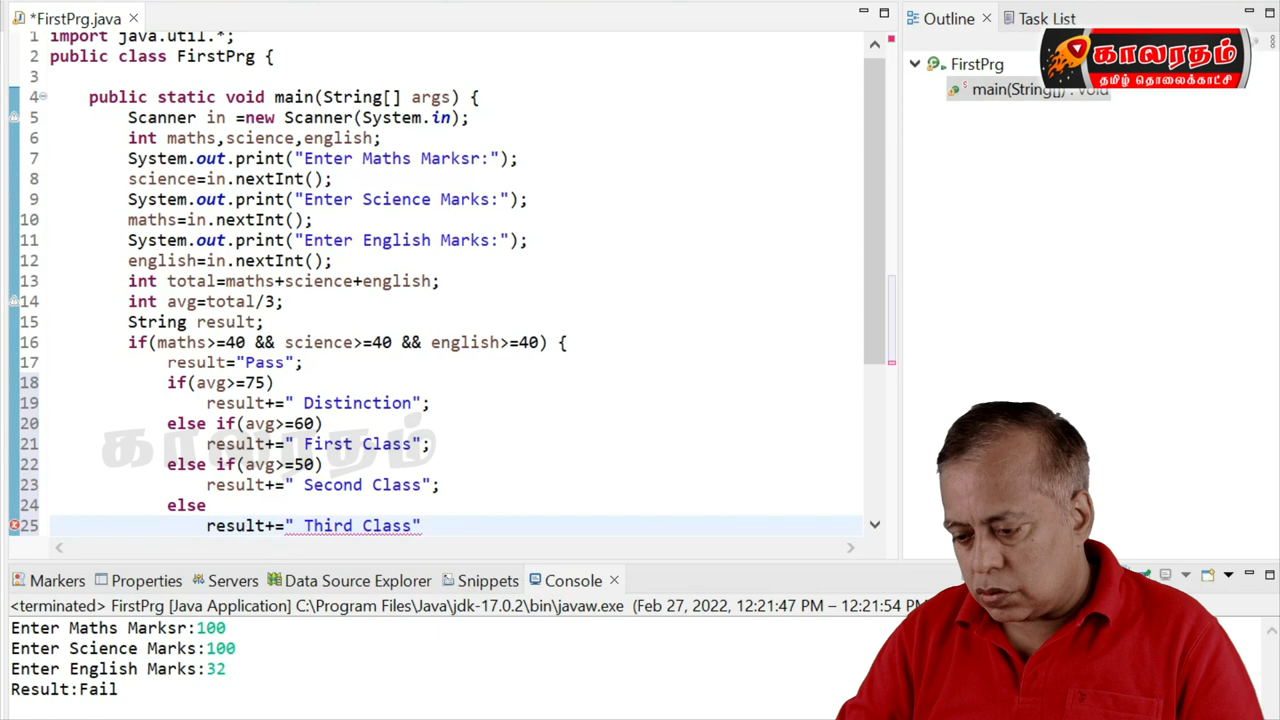 *FirstPrg.java
1 import java.util.*;
2 public class FirstPrg {
3
4 public static void main(String[] args) {
5 Scanner in =new Scanner(System.in);
6 int maths,science,english;
7 System.out.print("Enter Maths Marksr:");
8 science=in.nextInt();
9 System.out.print("Enter Science Marks:");
10 maths=in.nextInt();
11 System.out.print("Enter English Marks:");
12 english=in.nextInt();
13 int total=maths+science+english;
14 int avg=total/3;
15 String result;
16 if(maths>=40 && science>=40 && english>=40) {
17 result="Pass";
18 if(avg>=75)
19 result+=" Distinction";
20 else if(avg>=60)
21 result+=" First Class";
22 else if(avg>=50)
23 result+=" Second Class";
24 else
25 result+=" Third Class"
காலரதம்
Outline Task List
காலரதம்
தமிழ் தொலைக்காட்சி
FirstPrg
main(String[]) : void
Markers Properties Servers Data Source Explorer Snippets Console
<terminated> FirstPrg [Java Application] C:\Program Files\Java\jdk-17.0.2\bin\javaw.exe (Feb 27, 2022, 12:21:47 PM – 12:21:54 PM
Enter Maths Marksr:100
Enter Science Marks:100
Enter English Marks:32
Result:Fail